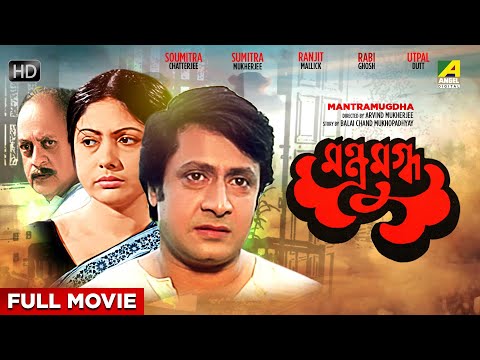 HD
SOUMITRA
CHATTERJEE
SUMITRA
MUKHERJEE
RANJIT
MALLICK
RABI
GHOSH
UTPAL
DUTT
ANGEL
DIGITAL
MANTRAMUGDHA
DIRECTED BY ARVIND MUKHERJEE
STORY BY BALAI CHAND MUKHOPADHYAY
মন্ত্রমুগ্ধ
FULL MOVIE